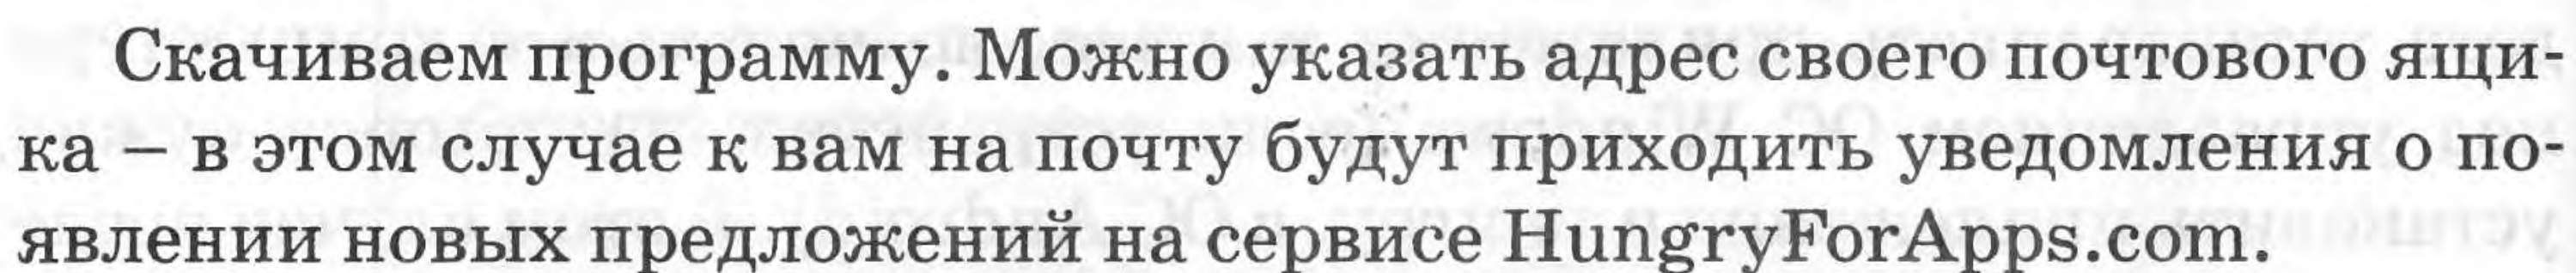 Скачиваем программу. Можно указать адрес своего почтового ящи-
ка – в этом случае к вам на почту будут приходить уведомления о по-
явлении новых предложений на сервисе HungryForApps.com.